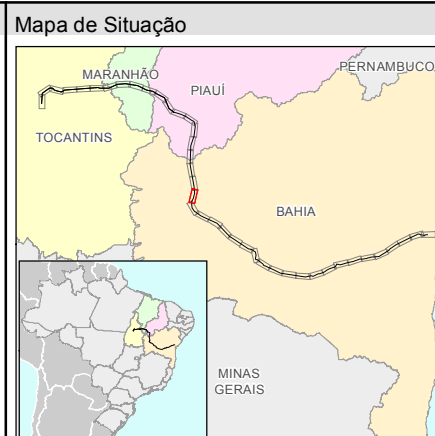 Mapa de Situação
PERNAMBUCO
MARANHÃO
PIAUÍ
TOCANTINS
BAHIA
MINAS
GERAIS